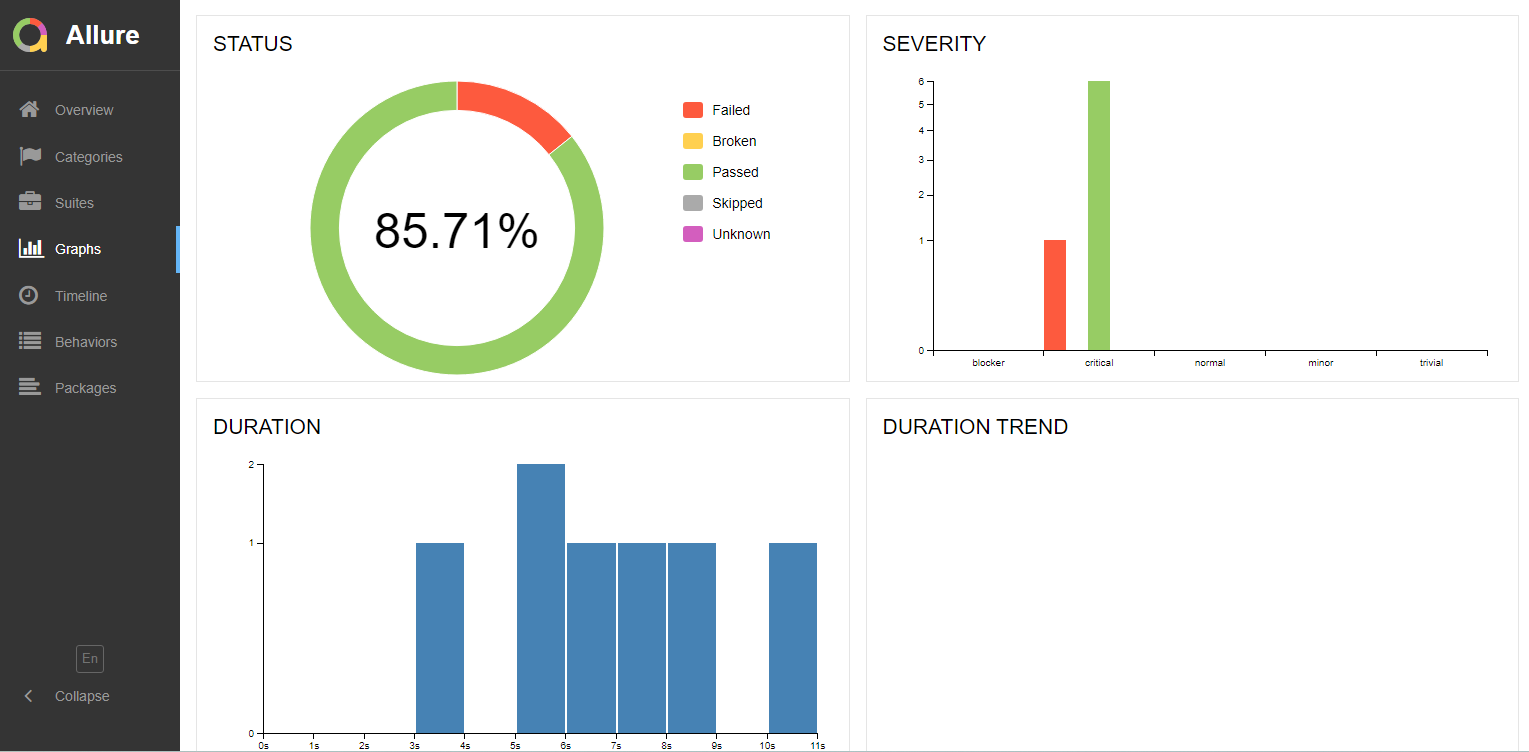 Allure
Overview
Categories
Suites
Graphs
Timeline
Behaviors
Packages
En
Collapse
STATUS
85.71%
Failed
Broken
Passed
Skipped
Unknown
SEVERITY
6
5
4
3
2
1
0
blocker critical normal minor trivial
DURATION
2
1
0
0s 1s 2s 3s 4s 5s 6s 7s 8s 9s 10s 11s
DURATION TREND